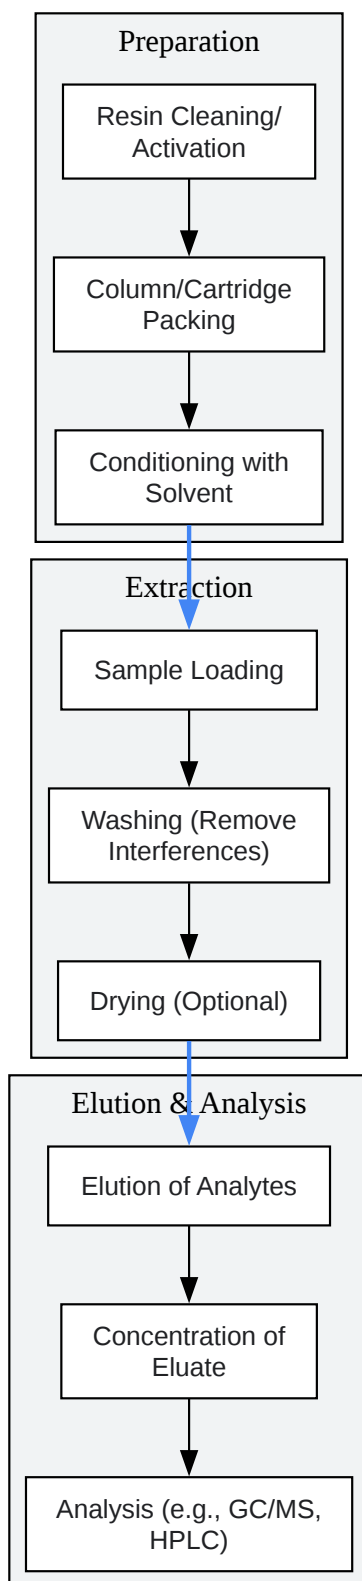 Preparation
Resin Cleaning/
Activation
Column/Cartridge
Packing
Conditioning with
Solvent
Extraction
Sample Loading
Washing (Remove
Interferences)
Drying (Optional)
Elution & Analysis
Elution of Analytes
Concentration of
Eluate
Analysis (e.g., GC/MS,
HPLC)